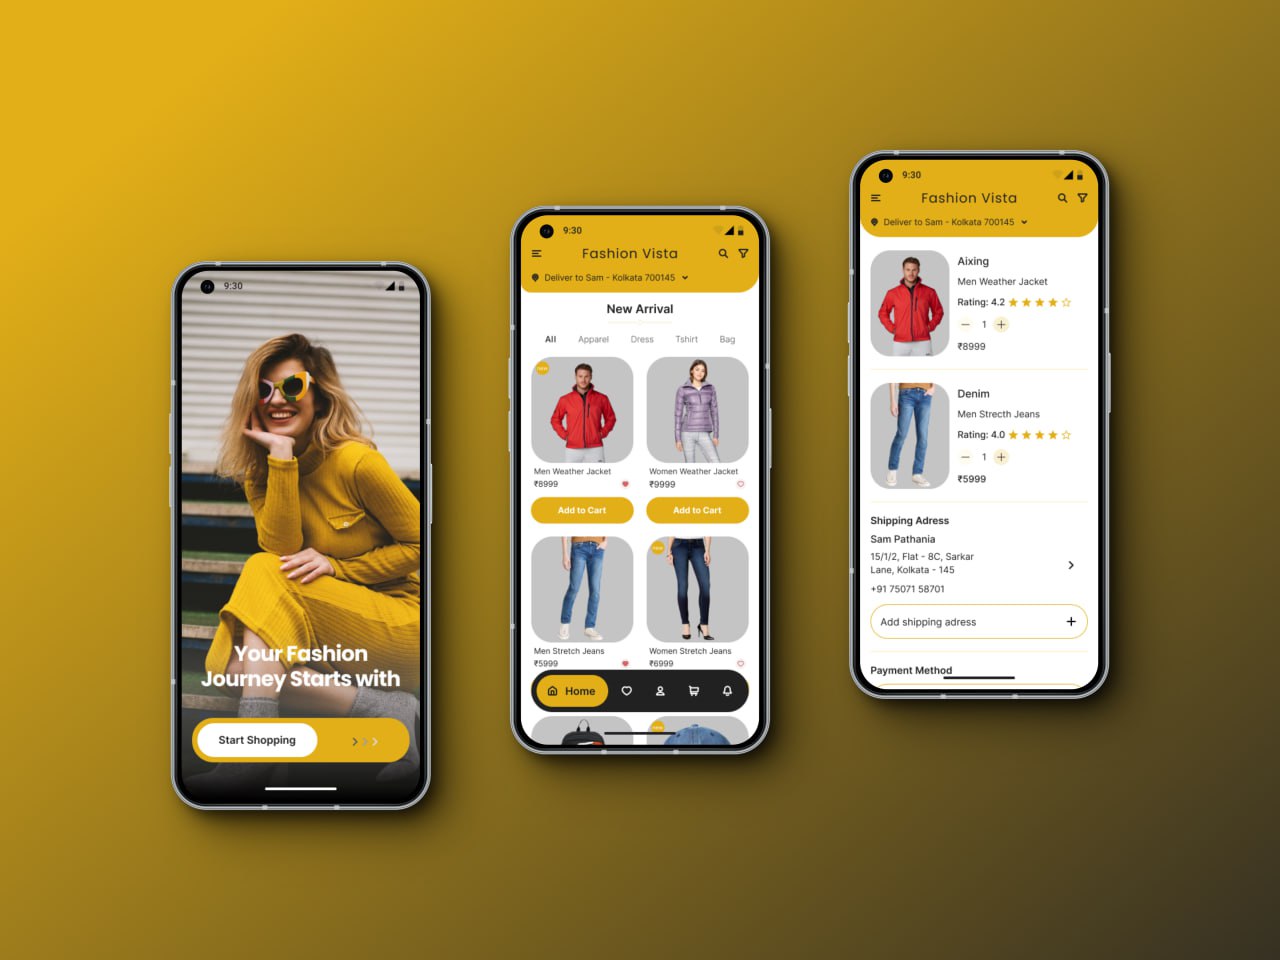 9:30
Your Fashion
Journey Starts with
Start Shopping
9:30
Fashion Vista
Deliver to Sam - Kolkata 700145
New Arrival
All Apparel Dress Tshirt Bag
new
Men Weather Jacket
₹8999
Add to Cart
Women Weather Jacket
₹9999
Add to Cart
Men Stretch Jeans
₹5999
new
Women Stretch Jeans
₹6999
Home
new
9:30
Fashion Vista
Deliver to Sam - Kolkata 700145
Aixing
Men Weather Jacket
Rating: 4.2
1
₹8999
Denim
Men Strecth Jeans
Rating: 4.0
1
₹5999
Shipping Adress
Sam Pathania
15/1/2, Flat - 8C, Sarkar
Lane, Kolkata - 145
+91 75071 58701
Add shipping adress
Payment Method